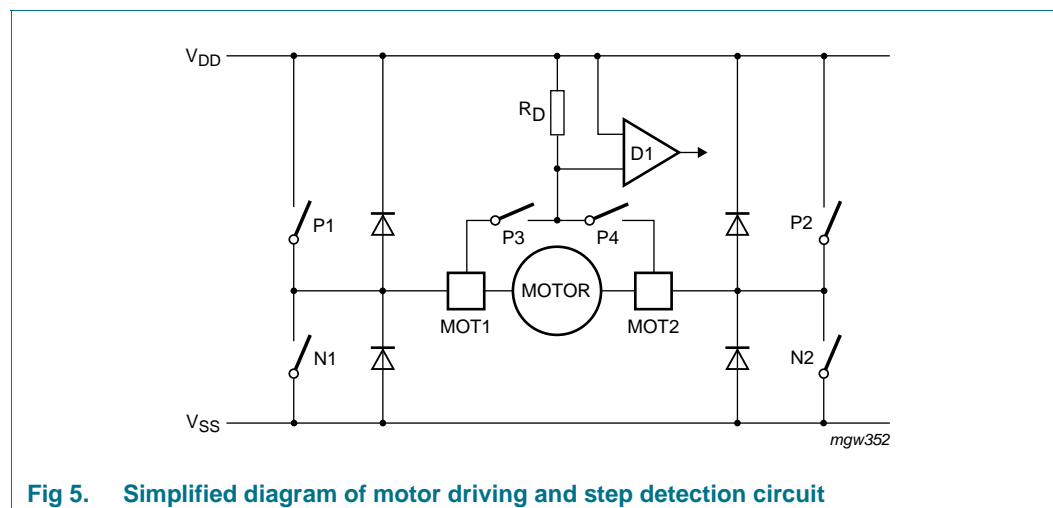 VDD
RD
D1
P1
P3
P4
P2
MOTOR
MOT1
MOT2
N1
N2
VSS
mgw352
Fig 5. Simplified diagram of motor driving and step detection circuit